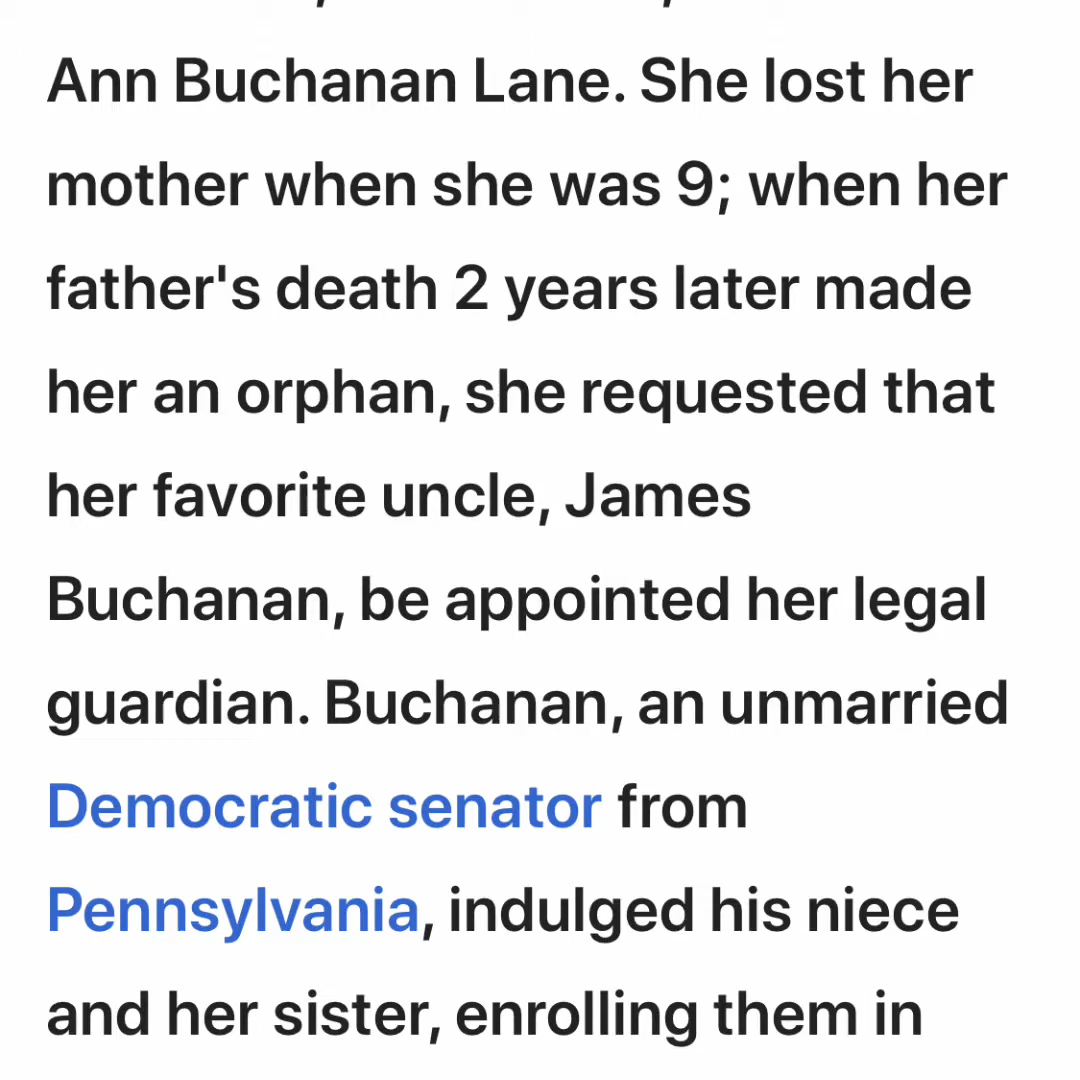 Ann Buchanan Lane. She lost her
mother when she was 9; when her
father's death 2 years later made
her an orphan, she requested that
her favorite uncle, James
Buchanan, be appointed her legal
guardian. Buchanan, an unmarried
Democratic senator from
Pennsylvania, indulged his niece
and her sister, enrolling them in